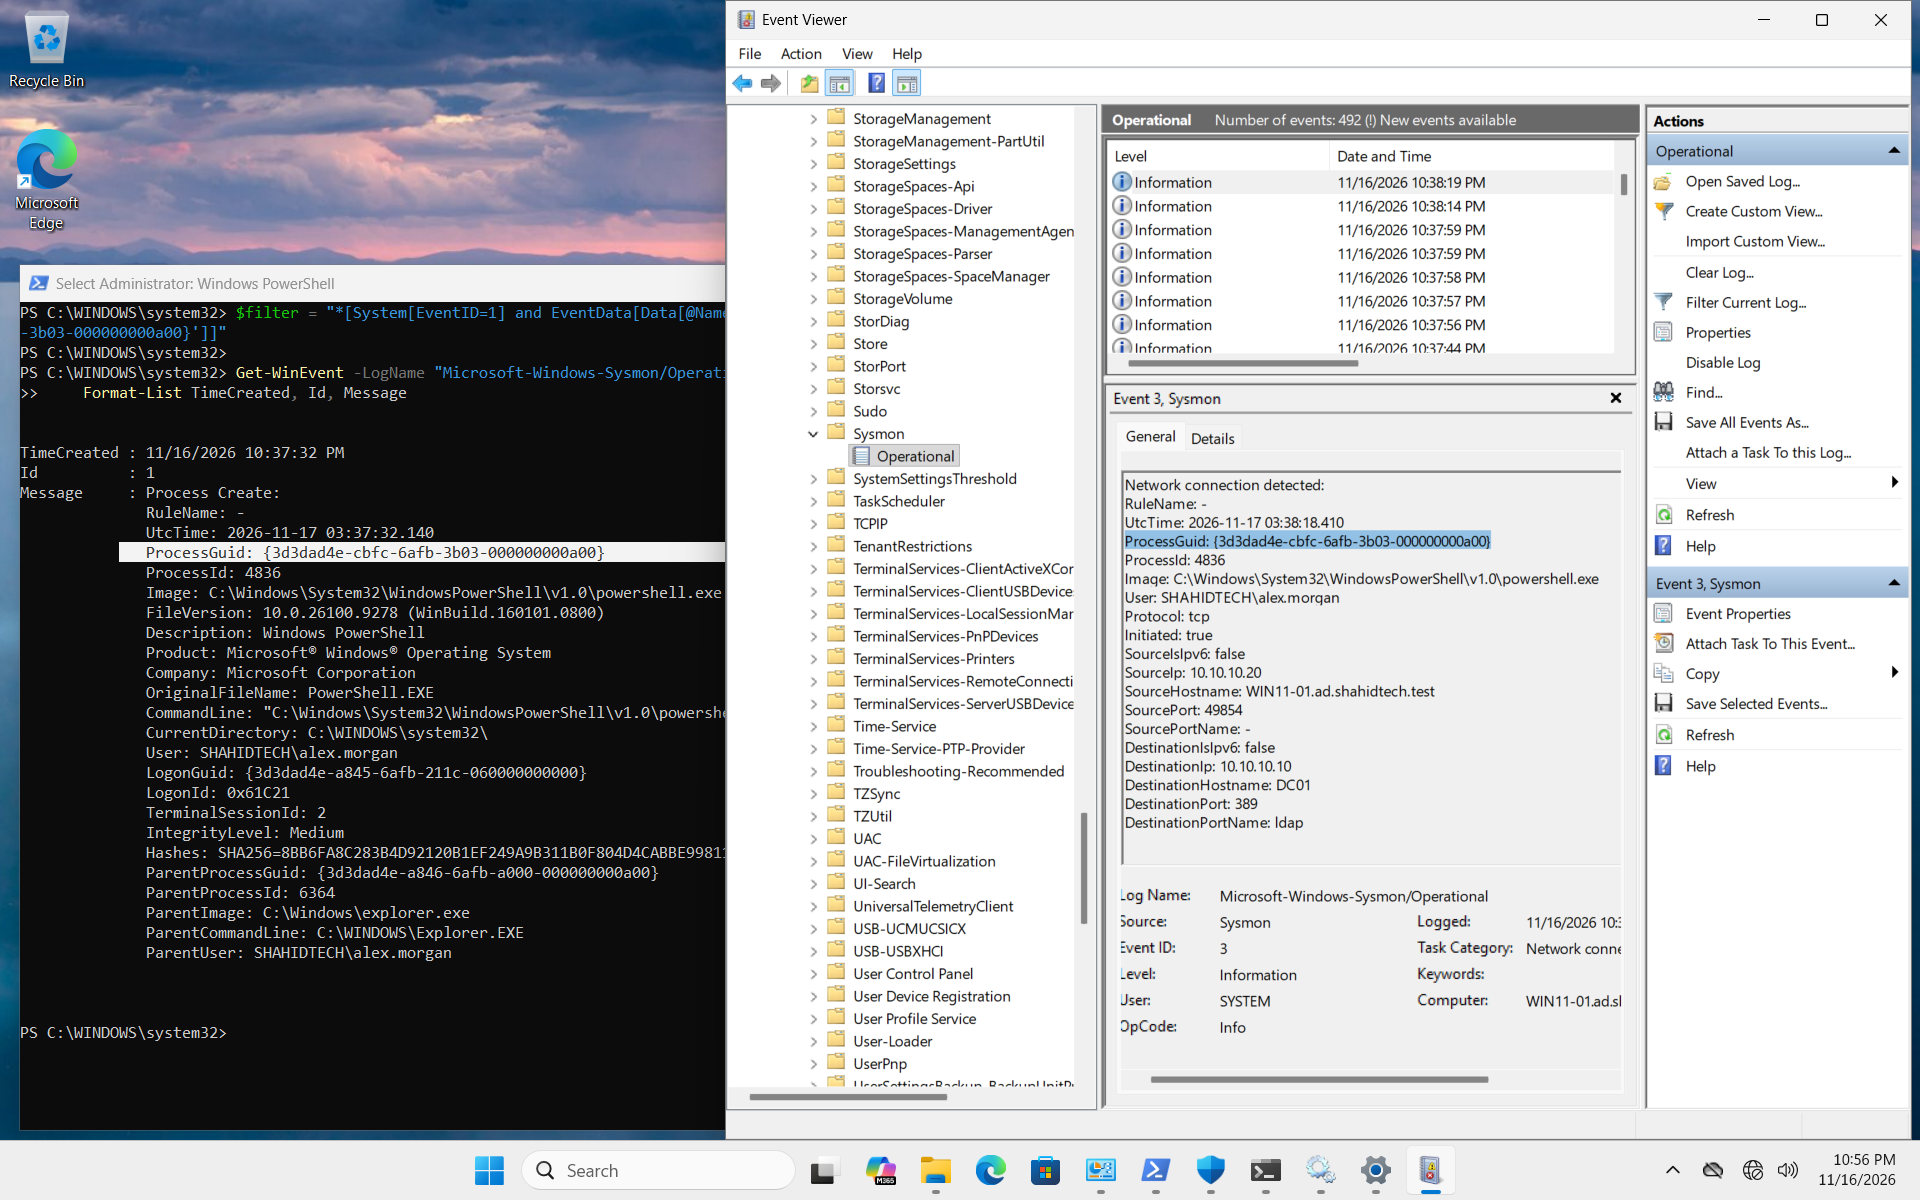 Recycle Bin
Microsoft
Edge
Select Administrator: Windows PowerShell
PS C:\WINDOWS\system32> $filter = "*[System[EventID=1] and EventData[Data[@Name
-3b03-000000000a00}']]"
PS C:\WINDOWS\system32>
PS C:\WINDOWS\system32> Get-WinEvent -LogName "Microsoft-Windows-Sysmon/Operati
>>     Format-List TimeCreated, Id, Message
TimeCreated : 11/16/2026 10:37:32 PM
Id          : 1
Message     : Process Create:
RuleName: -
UtcTime: 2026-11-17 03:37:32.140
ProcessGuid: {3d3dad4e-cbfc-6afb-3b03-000000000a00}
ProcessId: 4836
Image: C:\Windows\System32\WindowsPowerShell\v1.0\powershell.exe
FileVersion: 10.0.26100.9278 (WinBuild.160101.0800)
Description: Windows PowerShell
Product: Microsoft® Windows® Operating System
Company: Microsoft Corporation
OriginalFileName: PowerShell.EXE
CommandLine: "C:\Windows\System32\WindowsPowerShell\v1.0\powershe
CurrentDirectory: C:\WINDOWS\system32\
User: SHAHIDTECH\alex.morgan
LogonGuid: {3d3dad4e-a845-6afb-211c-060000000000}
LogonId: 0x61C21
TerminalSessionId: 2
IntegrityLevel: Medium
Hashes: SHA256=8BB6FA8C283B4D92120B1EF249A9B311B0F804D4CABBE99811
ParentProcessGuid: {3d3dad4e-a846-6afb-a000-000000000a00}
ParentProcessId: 6364
ParentImage: C:\Windows\explorer.exe
ParentCommandLine: C:\WINDOWS\Explorer.EXE
ParentUser: SHAHIDTECH\alex.morgan
PS C:\WINDOWS\system32>
Event Viewer
File Action View Help
StorageManagement
StorageManagement-PartUtil
StorageSettings
StorageSpaces-Api
StorageSpaces-Driver
StorageSpaces-ManagementAgen
StorageSpaces-Parser
StorageSpaces-SpaceManager
StorageVolume
StorDiag
Store
StorPort
Storsvc
Sudo
Sysmon
Operational
SystemSettingsThreshold
TaskScheduler
TCPIP
TenantRestrictions
TerminalServices-ClientActiveXCor
TerminalServices-ClientUSBDevice
TerminalServices-LocalSessionMar
TerminalServices-PnPDevices
TerminalServices-Printers
TerminalServices-RemoteConnecti
TerminalServices-ServerUSBDevice
Time-Service
Time-Service-PTP-Provider
Troubleshooting-Recommended
TZSync
TZUtil
UAC
UAC-FileVirtualization
UI-Search
UniversalTelemetryClient
USB-UCMUCSICX
USB-USBXHCI
User Control Panel
User Device Registration
User Profile Service
User-Loader
UserPnp
UserSettingsBackup-BackupUnitPr
Operational Number of events: 492 (!) New events available
Level Date and Time
Information 11/16/2026 10:38:19 PM
Information 11/16/2026 10:38:14 PM
Information 11/16/2026 10:37:59 PM
Information 11/16/2026 10:37:59 PM
Information 11/16/2026 10:37:58 PM
Information 11/16/2026 10:37:57 PM
Information 11/16/2026 10:37:56 PM
Information 11/16/2026 10:37:44 PM
Event 3, Sysmon
General Details
Network connection detected:
RuleName: -
UtcTime: 2026-11-17 03:38:18.410
ProcessGuid: {3d3dad4e-cbfc-6afb-3b03-000000000a00}
ProcessId: 4836
Image: C:\Windows\System32\WindowsPowerShell\v1.0\powershell.exe
User: SHAHIDTECH\alex.morgan
Protocol: tcp
Initiated: true
SourceIsIpv6: false
SourceIp: 10.10.10.20
SourceHostname: WIN11-01.ad.shahidtech.test
SourcePort: 49854
SourcePortName: -
DestinationIsIpv6: false
DestinationIp: 10.10.10.10
DestinationHostname: DC01
DestinationPort: 389
DestinationPortName: ldap
Log Name: Microsoft-Windows-Sysmon/Operational
Source: Sysmon Logged: 11/16/2026 10:3
Event ID: 3 Task Category: Network conne
Level: Information Keywords:
User: SYSTEM Computer: WIN11-01.ad.sl
OpCode: Info
Actions
Operational
Open Saved Log...
Create Custom View...
Import Custom View...
Clear Log...
Filter Current Log...
Properties
Disable Log
Find...
Save All Events As...
Attach a Task To this Log...
View
Refresh
Help
Event 3, Sysmon
Event Properties
Attach Task To This Event...
Copy
Save Selected Events...
Refresh
Help
Search
M365
10:56 PM
11/16/2026